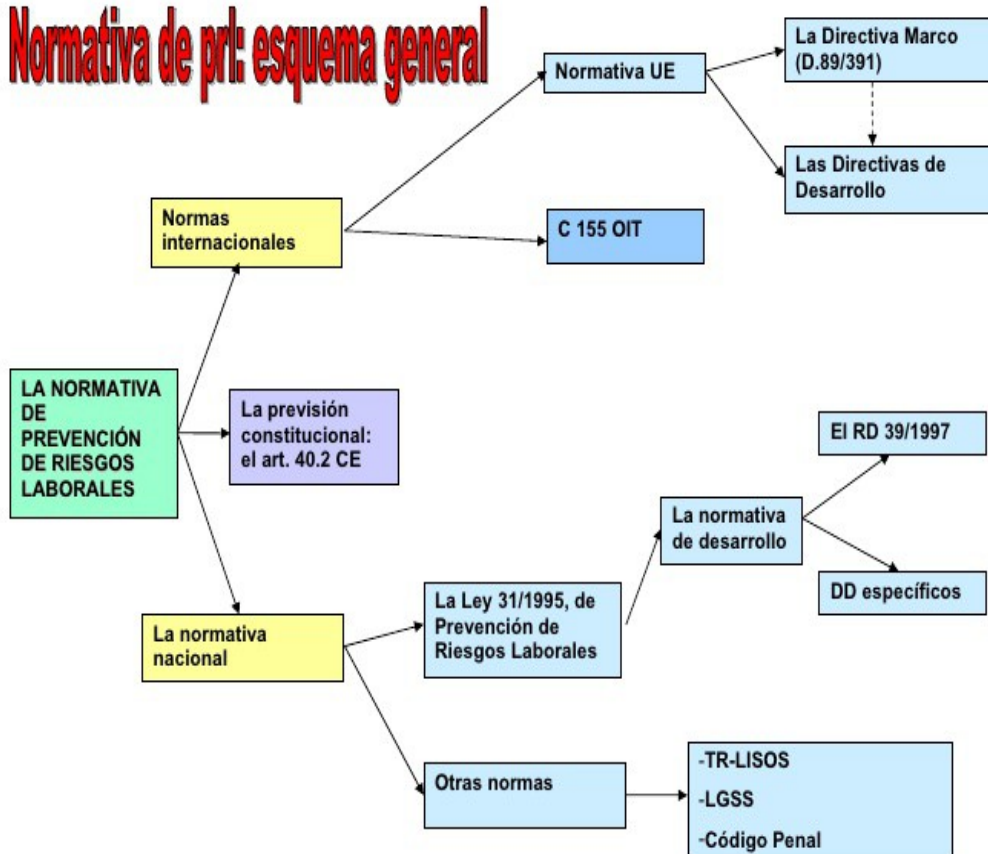 Normativa de prl: esquema general
Normativa UE
La Directiva Marco
(D.89/391)
Las Directivas de
Desarrollo
Normas
internacionales
C 155 OIT
LA NORMATIVA
DE
PREVENCIÓN
DE RIESGOS
LABORALES
La previsión
constitucional:
el art. 40.2 CE
El RD 39/1997
La normativa
de desarrollo
DD específicos
La Ley 31/1995, de
Prevención de
Riesgos Laborales
La normativa
nacional
Otras normas
-TR-LISOS
-LGSS
-Código Penal